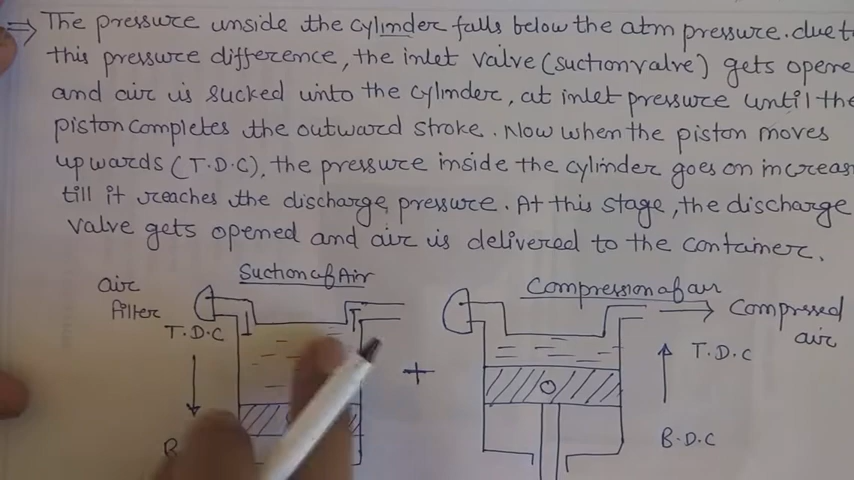 ⇒ The pressure inside the cylinder falls below the atm pressure. due t
this pressure difference, the inlet valve (suction valve) gets opene
and air is sucked into the cylinder, at inlet pressure until the
piston completes the outward stroke. Now when the piston moves
upwards (T.D.C), the pressure inside the cylinder goes on increas
till it reaches the discharge pressure. At this stage, the discharge
valve gets opened and air is delivered to the container.
Suction of Air
Compression of air
air
filter
T.D.C
B
+
Compressed
air
T.D.C
B.D.C